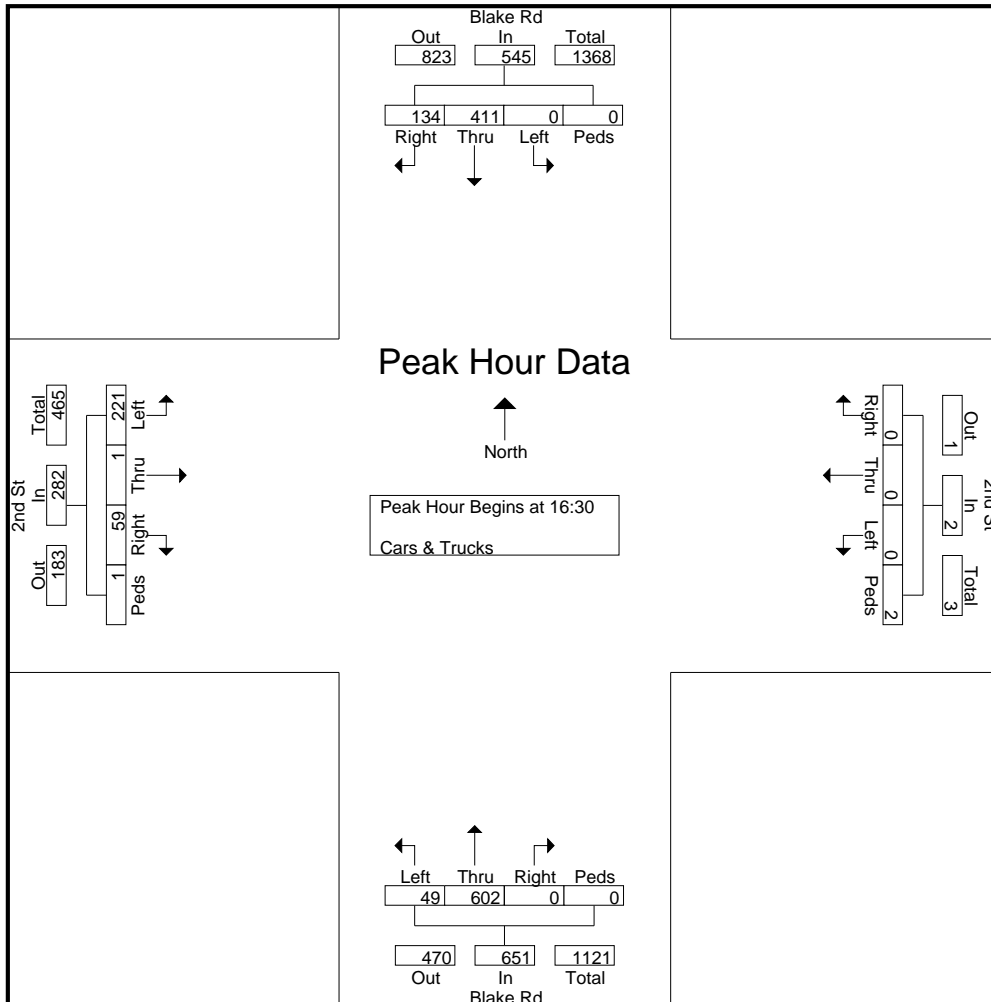 Blake Rd
Out In Total
823 545 1368
134 411 0 0
Right Thru Left Peds
Peak Hour Data
North
Peak Hour Begins at 16:30
Cars & Trucks
2nd St
Total In Out
465 282 183
221 1 59 1
Left Thru Right Peds
Right Thru Left Peds
0 0 0 2
Out In Total
1 2 3
2nd St
Left Thru Right Peds
49 602 0 0
470 651 1121
Out In Total
Blake Rd